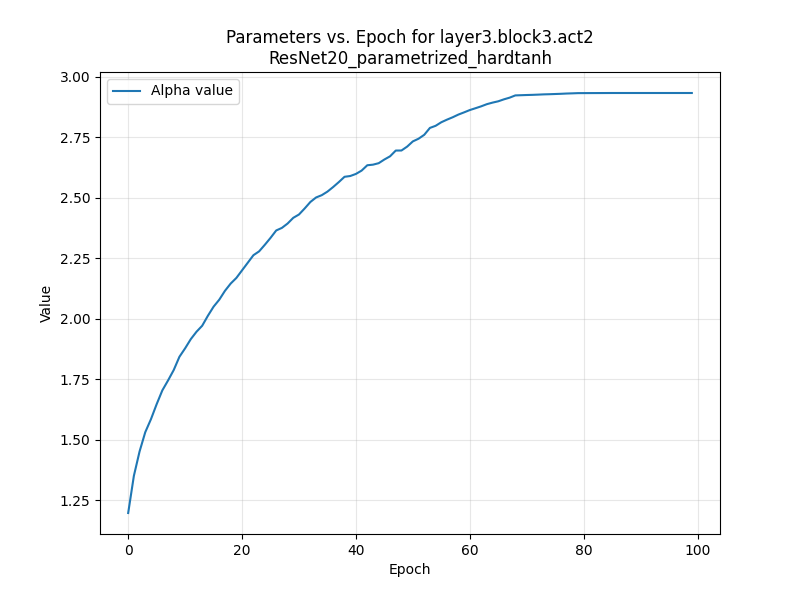 Parameters vs. Epoch for layer3.block3.act2
ResNet20_parametrized_hardtanh
Alpha value
3.00
2.75
2.50
2.25
2.00
1.75
1.50
1.25
Value
0 20 40 60 80 100
Epoch